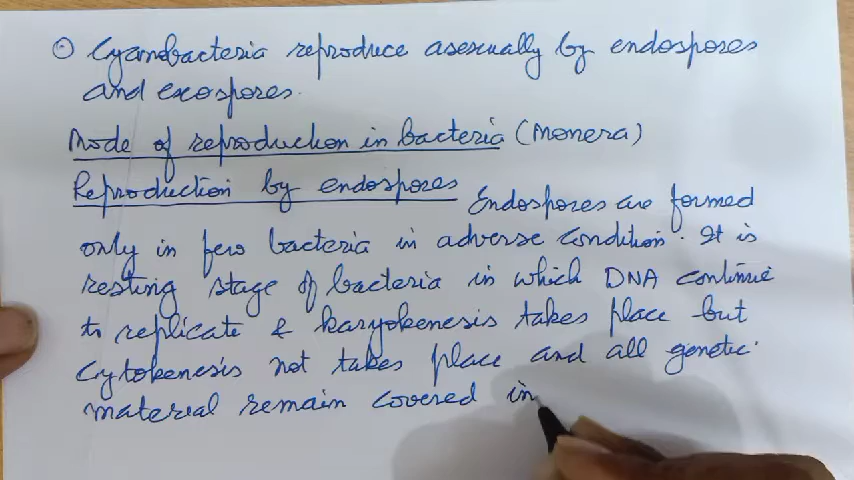 Cyanobacteria reproduce asexually by endospores
and exospores.
Mode of reproduction in bacteria (Monera)
Reproduction by endospores Endospores are formed
only in few bacteria in adverse condition. It is
resting stage of bacteria in which DNA continue
to replicate & karyokenesis takes place but
Cytokenesis not takes place and all genetic
material remain covered in